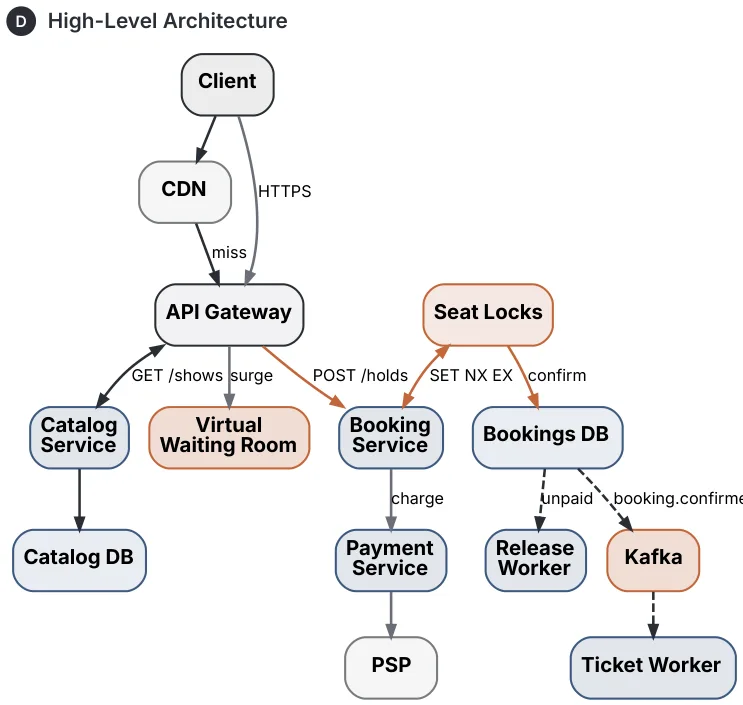 D High-Level Architecture
Client
CDN
HTTPS
miss
API Gateway
Seat Locks
GET /shows
surge
POST /holds
SET NX EX
confirm
Catalog
Service
Virtual
Waiting Room
Booking
Service
Bookings DB
charge
unpaid
booking.confirme
Catalog DB
Payment
Service
Release
Worker
Kafka
PSP
Ticket Worker